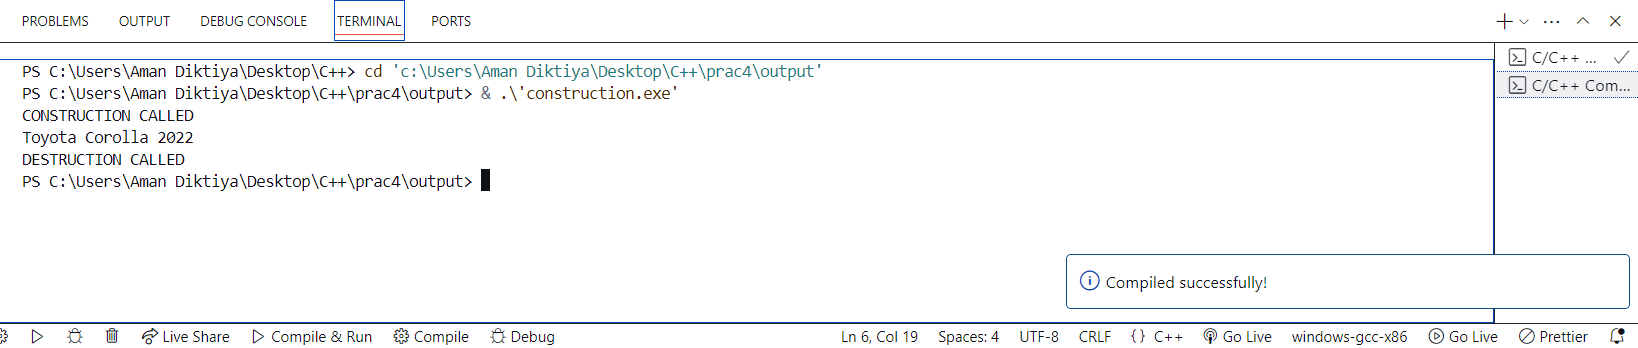 PROBLEMS OUTPUT DEBUG CONSOLE TERMINAL PORTS
PS C:\Users\Aman Diktiya\Desktop\C++> cd 'c:\Users\Aman Diktiya\Desktop\C++\prac4\output'
PS C:\Users\Aman Diktiya\Desktop\C++\prac4\output> & .\'construction.exe'
CONSTRUCTION CALLED
Toyota Corolla 2022
DESTRUCTION CALLED
PS C:\Users\Aman Diktiya\Desktop\C++\prac4\output>
C/C++ ...
C/C++ Com...
Compiled successfully!
Live Share Compile & Run Compile Debug Ln 6, Col 19 Spaces: 4 UTF-8 CRLF {} C++ Go Live windows-gcc-x86 Go Live Prettier